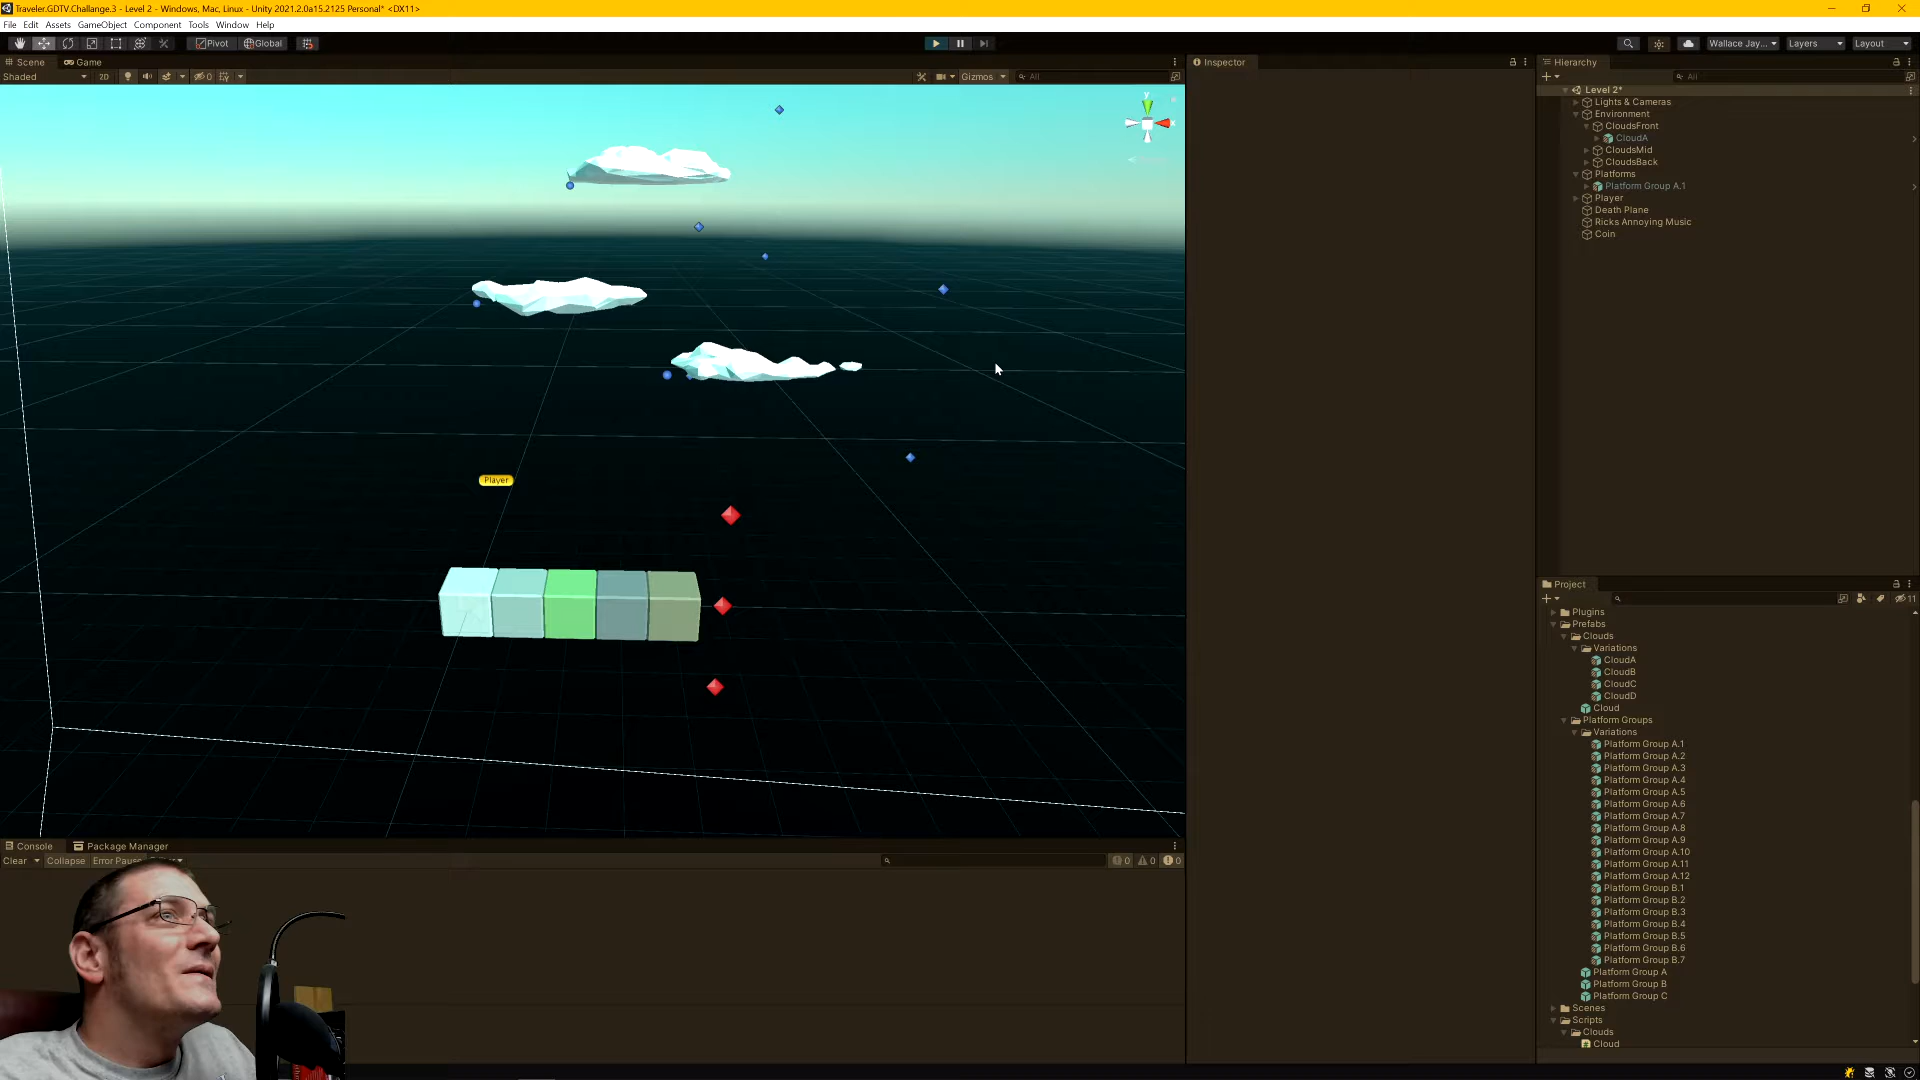 Traveler.GDTV.Challange.3 - Level 2 - Windows, Mac, Linux - Unity 2021.2.0a15.2125 Personal* <DX11>
File Edit Assets GameObject Component Tools Window Help
Pivot Global
Wallace Jay... Layers Layout
Scene Game
Shaded 2D 0 Gizmos All
Player
Console Package Manager
Clear Collapse Error Pause
0 0 0
Inspector
Hierarchy
All
Level 2*
Lights & Cameras
Environment
CloudsFront
CloudA
CloudsMid
CloudsBack
Platforms
Platform Group A.1
Player
Death Plane
Ricks Annoying Music
Coin
Project
11
Plugins
Prefabs
Clouds
Variations
CloudA
CloudB
CloudC
CloudD
Cloud
Platform Groups
Variations
Platform Group A.1
Platform Group A.2
Platform Group A.3
Platform Group A.4
Platform Group A.5
Platform Group A.6
Platform Group A.7
Platform Group A.8
Platform Group A.9
Platform Group A.10
Platform Group A.11
Platform Group A.12
Platform Group B.1
Platform Group B.2
Platform Group B.3
Platform Group B.4
Platform Group B.5
Platform Group B.6
Platform Group B.7
Platform Group A
Platform Group B
Platform Group C
Scenes
Scripts
Clouds
Cloud